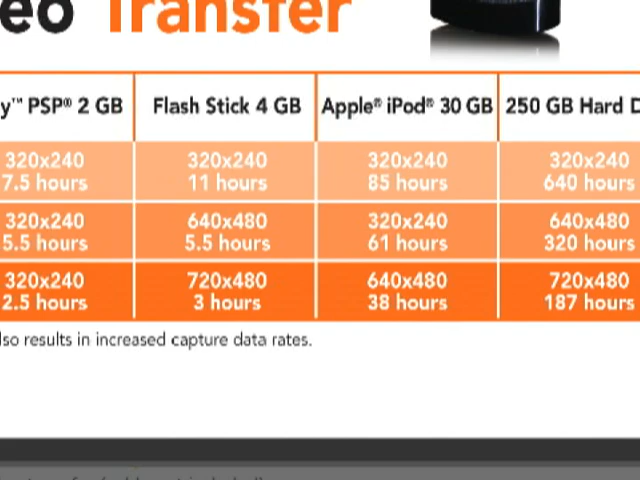 eo Transfer
y™ PSP® 2 GB Flash Stick 4 GB Apple® iPod® 30 GB 250 GB Hard D
320x240 320x240 320x240 320x240
7.5 hours 11 hours 85 hours 640 hours
320x240 640x480 320x240 640x480
5.5 hours 5.5 hours 61 hours 320 hours
320x240 720x480 640x480 720x480
2.5 hours 3 hours 38 hours 187 hours
lso results in increased capture data rates.